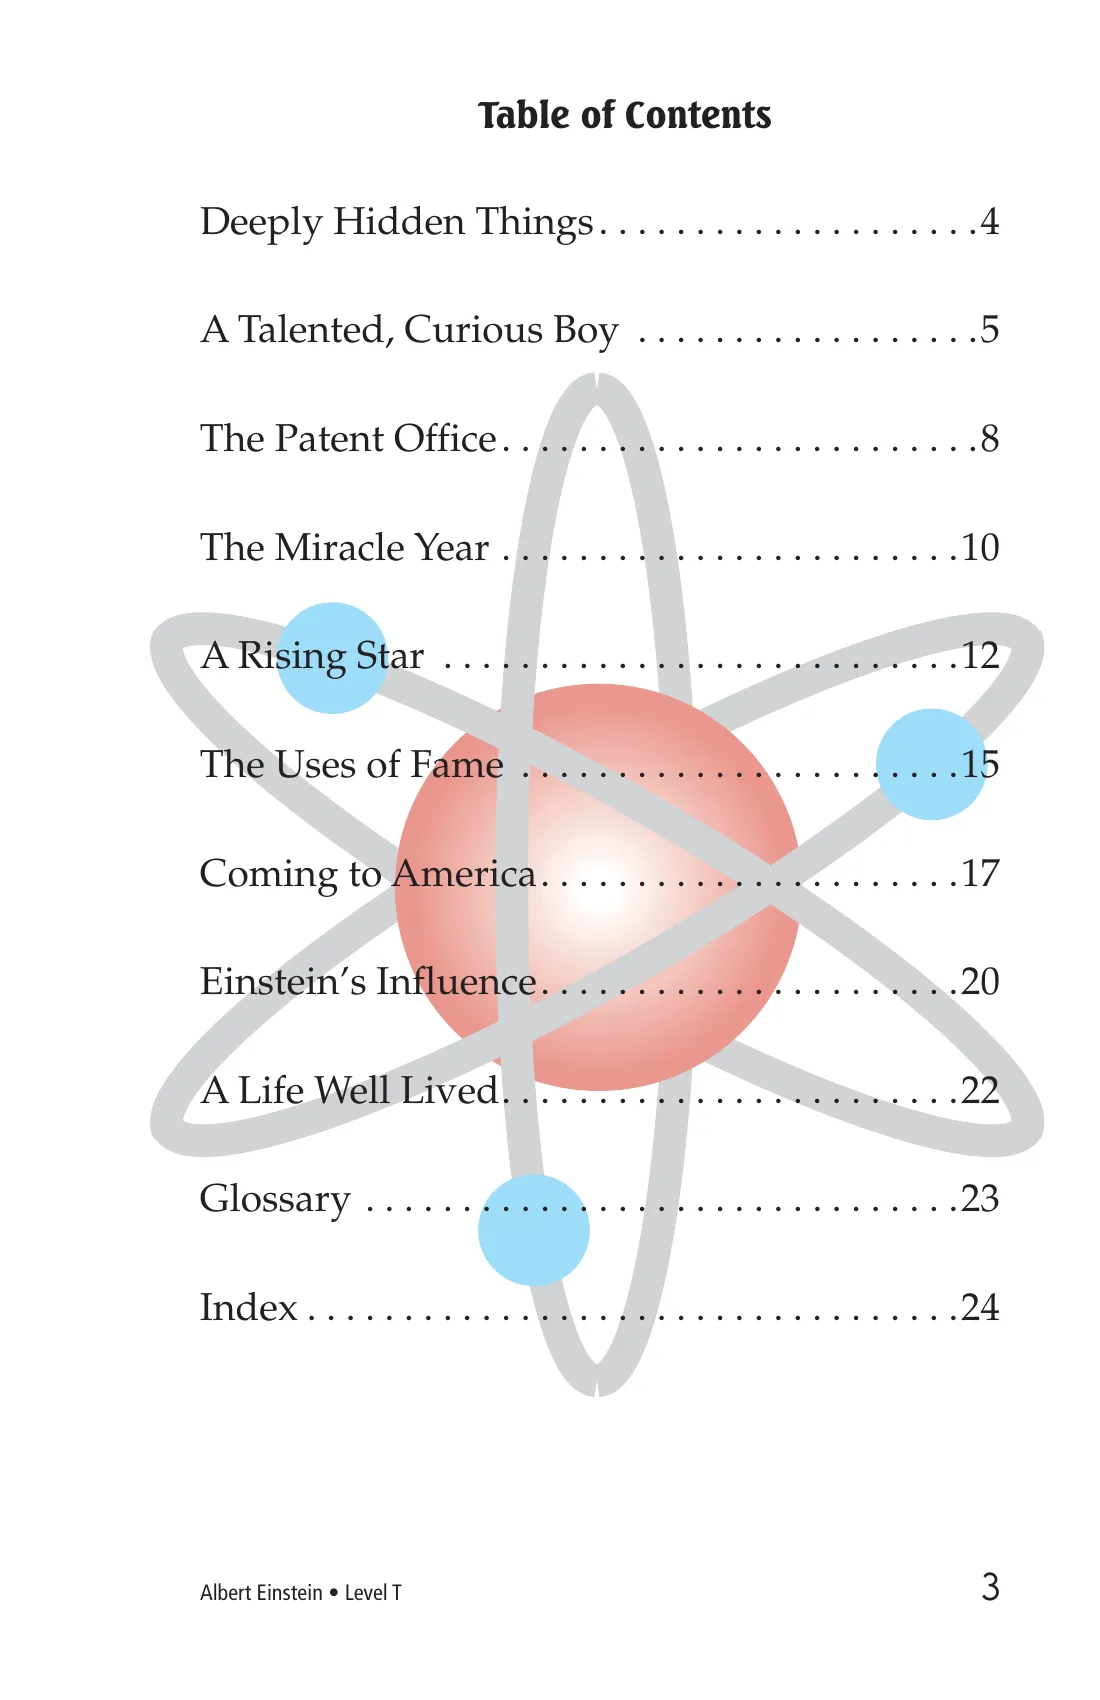 Table of Contents
Deeply Hidden Things. . . . . . . . . . . . . . . . . . . .4
A Talented, Curious Boy . . . . . . . . . . . . . . . . . .5
The Patent Office. . . . . . . . . . . . . . . . . . . . . . . . .8
The Miracle Year . . . . . . . . . . . . . . . . . . . . . . . .10
A Rising Star . . . . . . . . . . . . . . . . . . . . . . . . . . .12
The Uses of Fame . . . . . . . . . . . . . . . . . . . . . . .15
Coming to America. . . . . . . . . . . . . . . . . . . . . .17
Einstein’s Influence. . . . . . . . . . . . . . . . . . . . . .20
A Life Well Lived. . . . . . . . . . . . . . . . . . . . . . . .22
Glossary . . . . . . . . . . . . . . . . . . . . . . . . . . . . . . .23
Index . . . . . . . . . . . . . . . . . . . . . . . . . . . . . . . . . .24
Albert Einstein • Level T 3